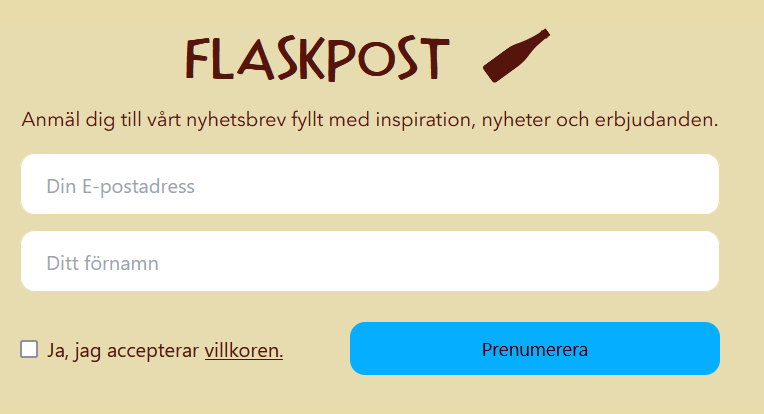 FLASKPOST
Anmäl dig till vårt nyhetsbrev fyllt med inspiration, nyheter och erbjudanden.
Din E-postadress
Ditt förnamn
Ja, jag accepterar villkoren.
Prenumerera